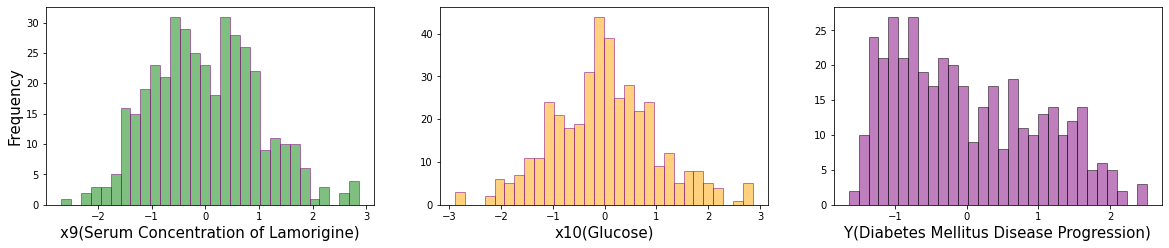 Frequency
30
25
20
15
10
5
0
−2 −1 0 1 2 3
x9(Serum Concentration of Lamorigine)
40
30
20
10
0
−3 −2 −1 0 1 2 3
x10(Glucose)
25
20
15
10
5
0
−1 0 1 2
Y(Diabetes Mellitus Disease Progression)